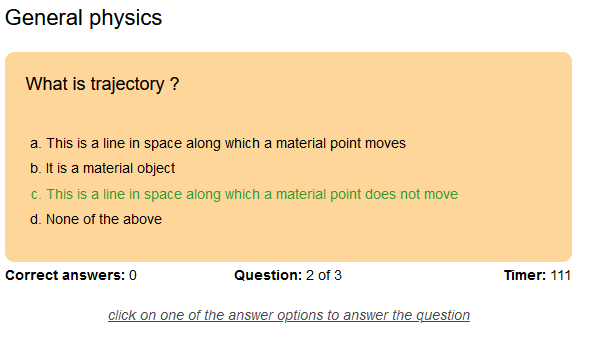 General physics
What is trajectory ?
a. This is a line in space along which a material point moves
b. It is a material object
c. This is a line in space along which a material point does not move
d. None of the above
Correct answers: 0 Question: 2 of 3 Timer: 111
click on one of the answer options to answer the question